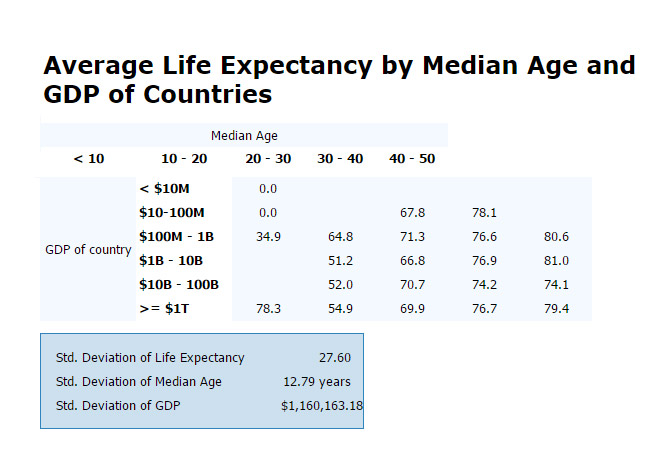 Average Life Expectancy by Median Age and
GDP of Countries
Median Age
< 10 10 - 20 20 - 30 30 - 40 40 - 50
< $10M 0.0
$10-100M 0.0 67.8 78.1
$100M - 1B 34.9 64.8 71.3 76.6 80.6
GDP of country
$1B - 10B 51.2 66.8 76.9 81.0
$10B - 100B 52.0 70.7 74.2 74.1
>= $1T 78.3 54.9 69.9 76.7 79.4
Std. Deviation of Life Expectancy 27.60
Std. Deviation of Median Age 12.79 years
Std. Deviation of GDP $1,160,163.18